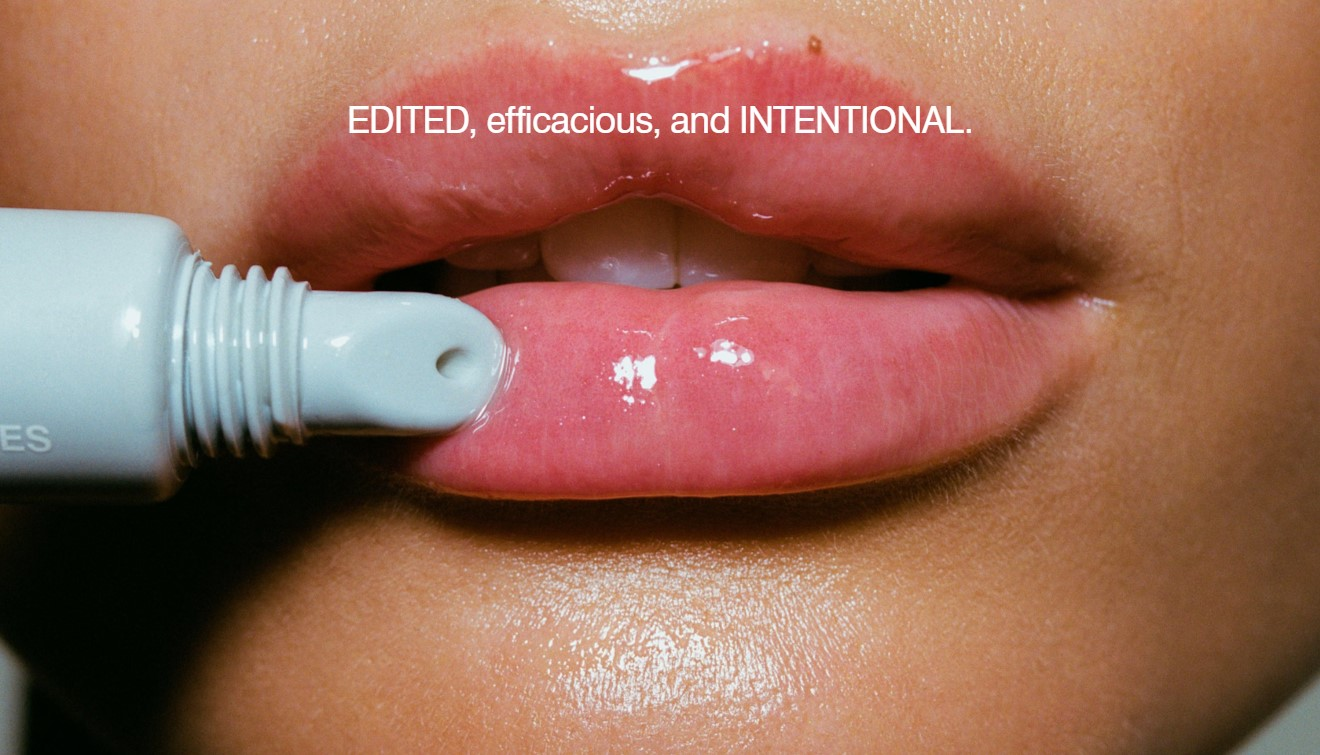 EDITED, efficacious, and INTENTIONAL.
ES